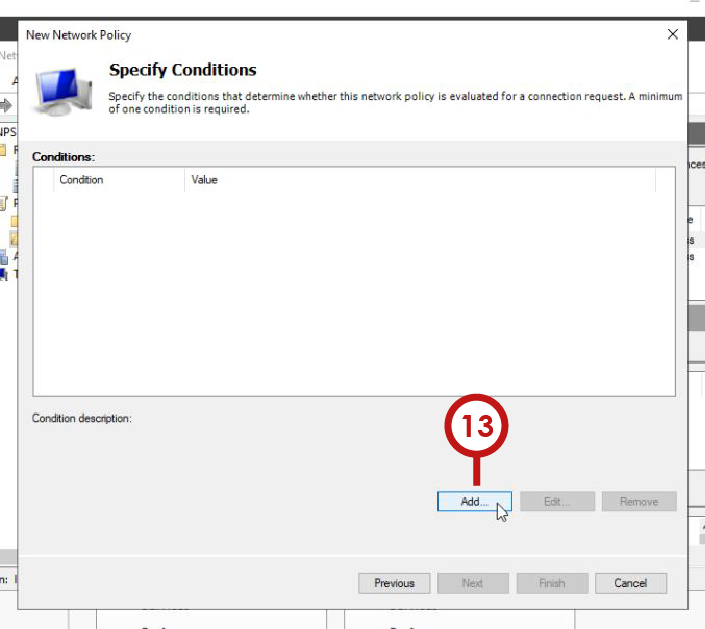 New Network Policy
Specify Conditions
Specify the conditions that determine whether this network policy is evaluated for a connection request. A minimum
of one condition is required.
Conditions:
Condition Value
Condition description:
13
Add... Edit... Remove
Previous Next Finish Cancel